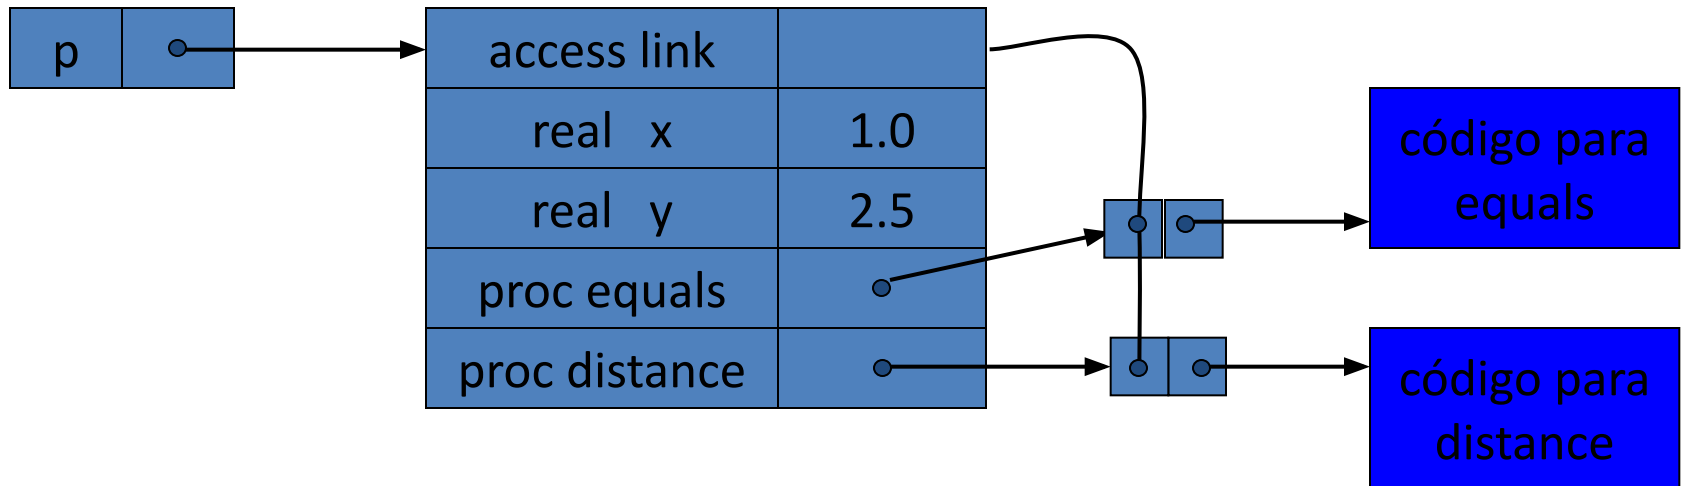 p
access link
real x 1.0
real y 2.5
proc equals
proc distance
código para
equals
código para
distance